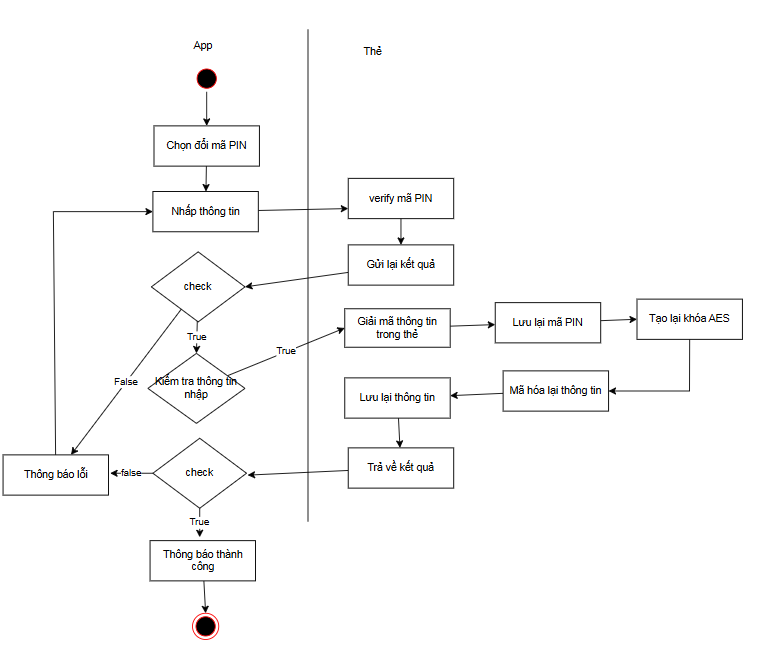 App
Thẻ
Chọn đổi mã PIN
Nhấp thông tin
verify mã PIN
Gửi lại kết quả
check
True
Giải mã thông tin
trong thẻ
Lưu lại mã PIN
Tạo lại khóa AES
True
False
Kiểm tra thông tin
nhập
Mã hóa lại thông tin
Lưu lại thông tin
Trả về kết quả
check
false
Thông báo lỗi
True
Thông báo thành
công